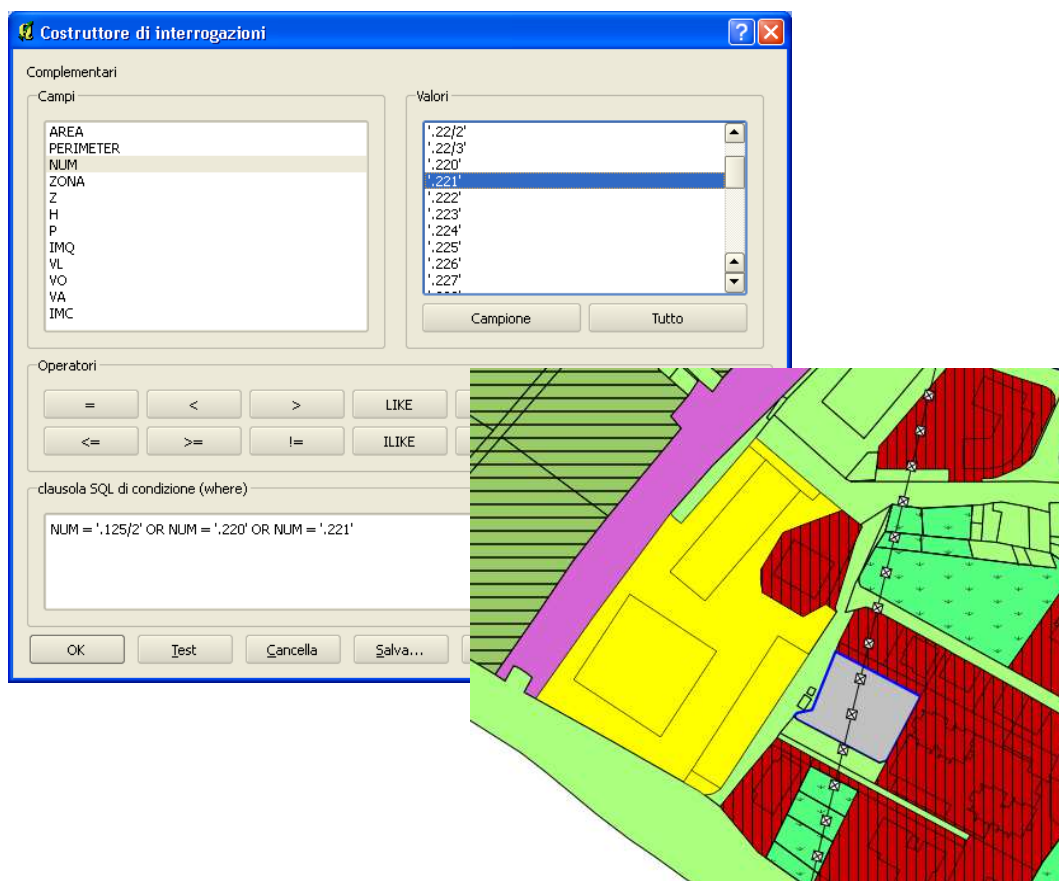 Costruttore di interrogazioni
Complementari
Campi
AREA
PERIMETER
NUM
ZONA
Z
H
P
IMQ
VL
VO
VA
IMC
Valori
'.22/2'
'.22/3'
'.220'
'.221'
'.222'
'.223'
'.224'
'.225'
'.226'
'.227'
Campione Tutto
Operatori
= < > LIKE
<= >= != ILIKE
clausola SQL di condizione (where)
NUM = '.125/2' OR NUM = '.220' OR NUM = '.221'
OK Test Cancella Salva...